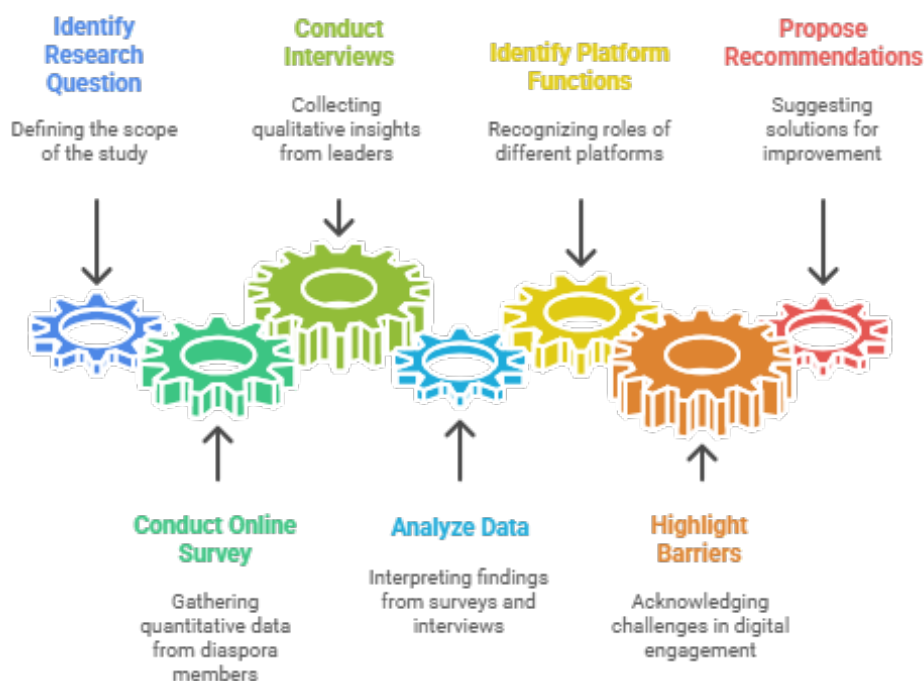 Identify
Research
Question
Defining the scope
of the study
Conduct
Interviews
Collecting
qualitative insights
from leaders
Identify Platform
Functions
Recognizing roles of
different platforms
Propose
Recommendations
Suggesting
solutions for
improvement
Conduct Online
Survey
Gathering
quantitative data
from diaspora
members
Analyze Data
Interpreting findings
from surveys and
interviews
Highlight
Barriers
Acknowledging
challenges in digital
engagement